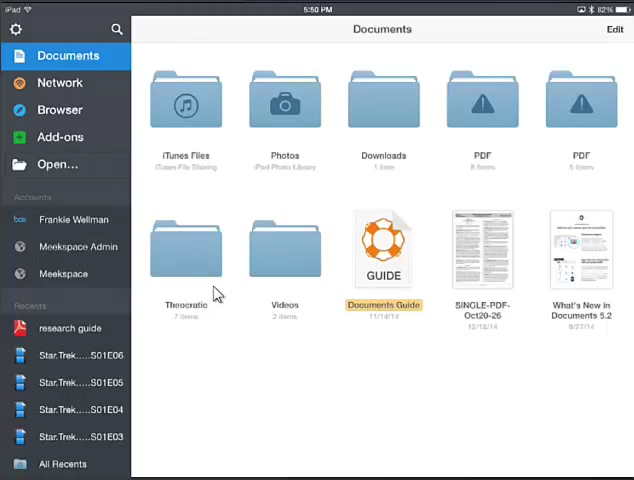 iPad
5:50 PM
82%
Documents
Edit
Documents
Network
Browser
Add-ons
Open...
Accounts
box
Frankie Wellman
Meekspace Admin
Meekspace
Recents
research guide
Star.Trek.....S01E06
Star.Trek.....S01E05
Star.Trek.....S01E04
Star.Trek.....S01E03
All Recents
iTunes Files
iTunes File Sharing
Photos
iPad Photo Library
Downloads
1 item
PDF
8 items
PDF
5 items
Theocratic
7 items
Videos
2 items
GUIDE
Documents Guide
11/14/14
SINGLE-PDF-
Oct20-26
12/18/14
What's New in
Documents 5.2
9/27/14